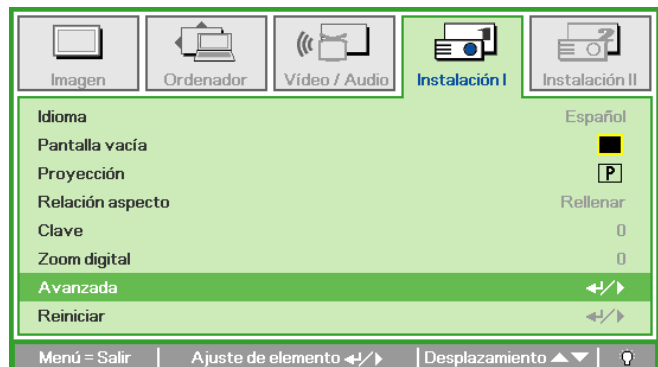 Imagen Ordenador Vídeo / Audio Instalación I Instalación II
Idioma Español
Pantalla vacía
Proyección P
Relación aspecto Rellenar
Clave 0
Zoom digital 0
Avanzada
Reiniciar
Menú = Salir Ajuste de elemento Desplazamiento